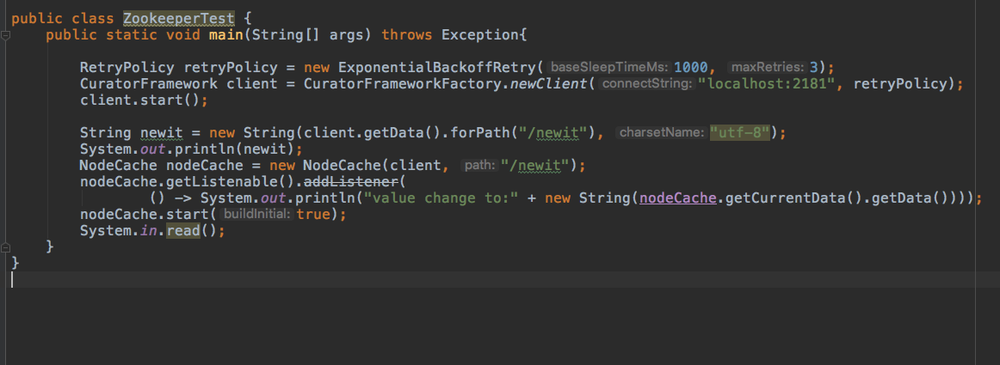 public class ZookeeperTest {
    public static void main(String[] args) throws Exception{
        RetryPolicy retryPolicy = new ExponentialBackoffRetry( baseSleepTimeMs: 1000, maxRetries: 3);
        CuratorFramework client = CuratorFrameworkFactory.newClient( connectString: "localhost:2181", retryPolicy);
        client.start();
        String newit = new String(client.getData().forPath("/newit"), charsetName: "utf-8");
        System.out.println(newit);
        NodeCache nodeCache = new NodeCache(client, path: "/newit");
        nodeCache.getListenable().addListener(
                () -> System.out.println("value change to:" + new String(nodeCache.getCurrentData().getData())));
        nodeCache.start( buildInitial: true);
        System.in.read();
    }
}